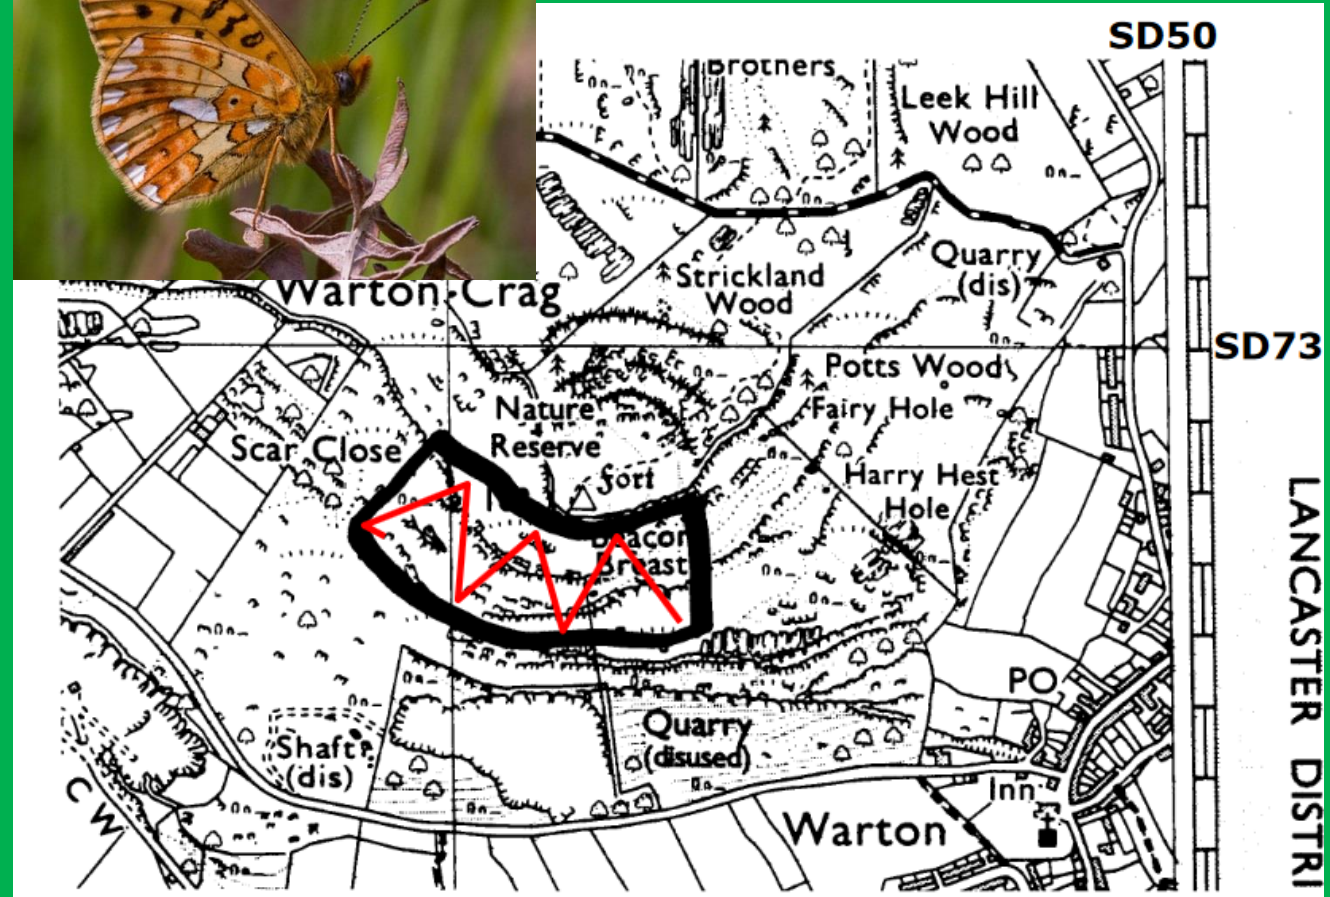 SD50
Brothers
Leek Hill
Wood
Quarry
(dis)
Strickland
Wood
Warton Crag
SD73
Potts Wood
Fairy Hole
Nature
Reserve
Scar Close
fort
Harry Hest
Hole
Beacon
Breast
PO
Quarry
(disused)
Shaft
(dis)
Inn
C W
Warton
LANCASTER DISTRI